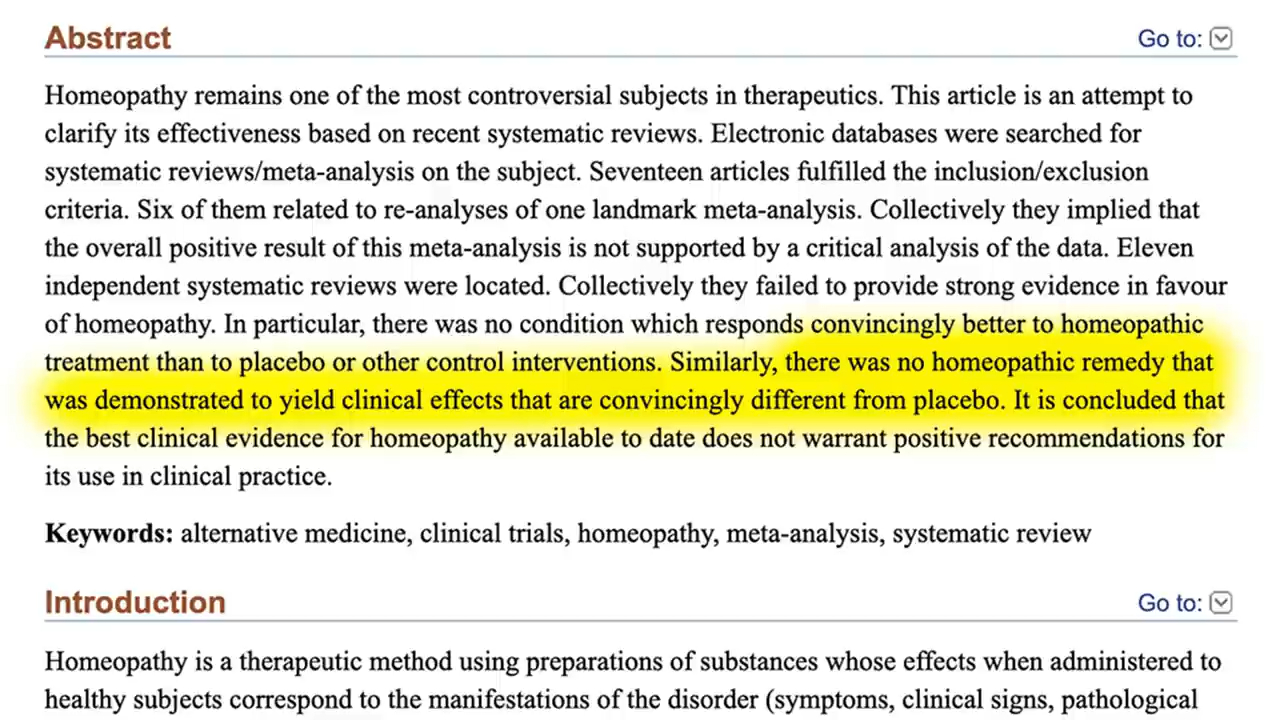 Abstract
Go to:
Homeopathy remains one of the most controversial subjects in therapeutics. This article is an attempt to
clarify its effectiveness based on recent systematic reviews. Electronic databases were searched for
systematic reviews/meta-analysis on the subject. Seventeen articles fulfilled the inclusion/exclusion
criteria. Six of them related to re-analyses of one landmark meta-analysis. Collectively they implied that
the overall positive result of this meta-analysis is not supported by a critical analysis of the data. Eleven
independent systematic reviews were located. Collectively they failed to provide strong evidence in favour
of homeopathy. In particular, there was no condition which responds convincingly better to homeopathic
treatment than to placebo or other control interventions. Similarly, there was no homeopathic remedy that
was demonstrated to yield clinical effects that are convincingly different from placebo. It is concluded that
the best clinical evidence for homeopathy available to date does not warrant positive recommendations for
its use in clinical practice.
Keywords: alternative medicine, clinical trials, homeopathy, meta-analysis, systematic review
Introduction
Go to:
Homeopathy is a therapeutic method using preparations of substances whose effects when administered to
healthy subjects correspond to the manifestations of the disorder (symptoms, clinical signs, pathological